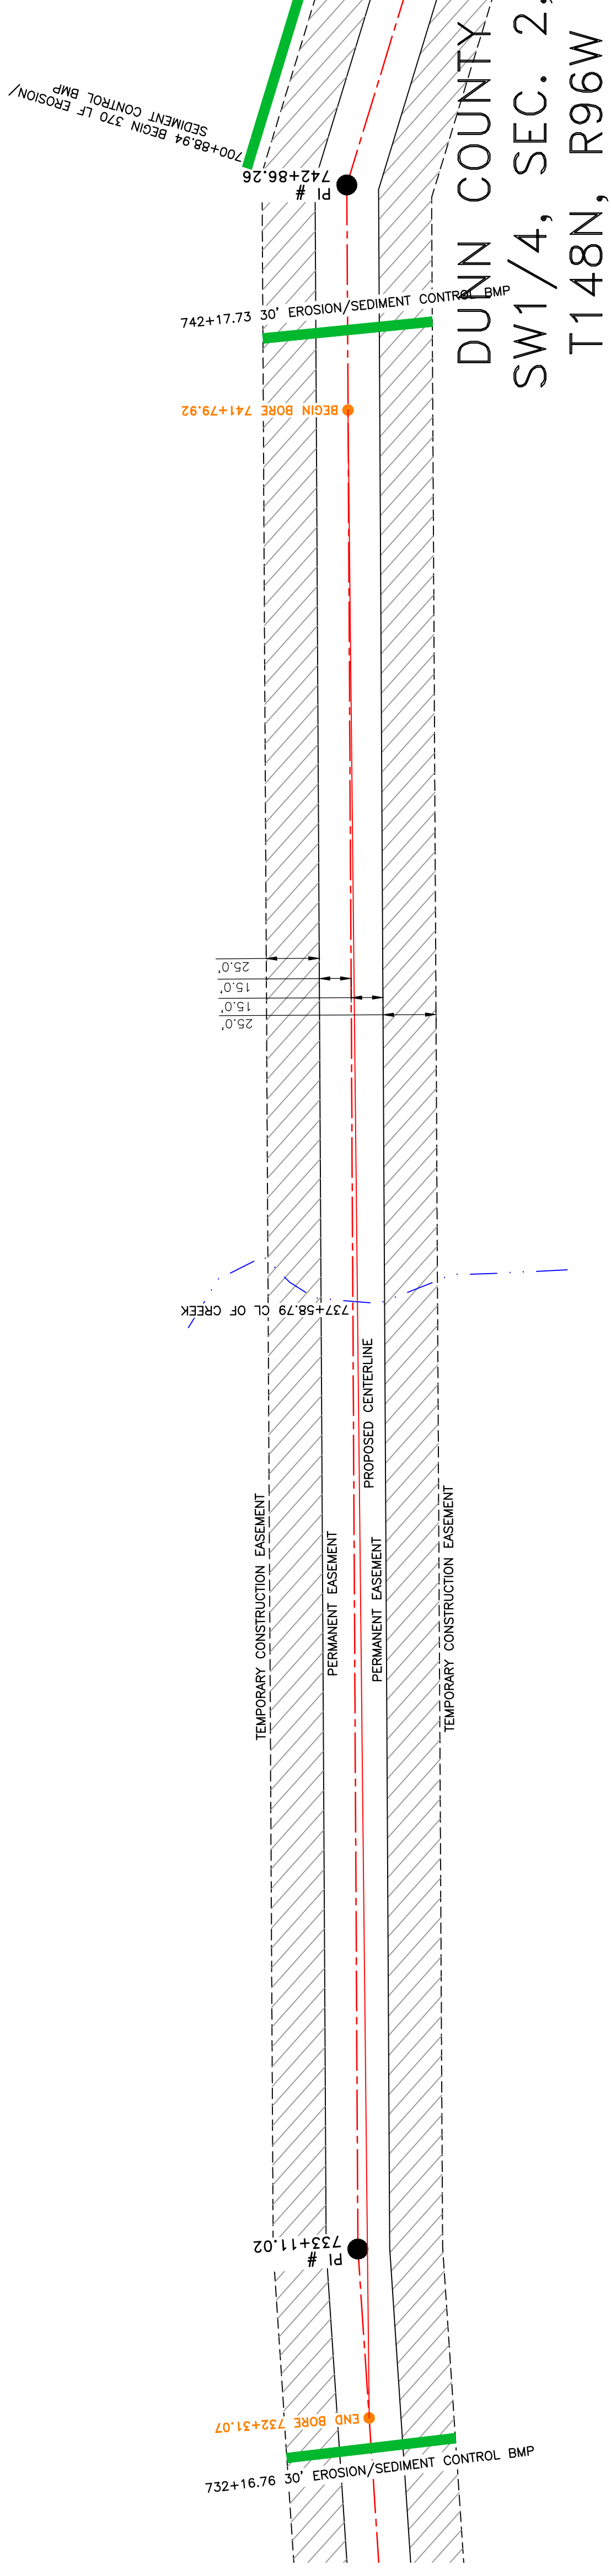 700+88.94 BEGIN 370 LF EROSION/
SEDIMENT CONTROL BMP
PI #
742+86.26
DUNN COUNTY
SW1/4, SEC. 2,
T148N, R96W
742+17.73 30' EROSION/SEDIMENT CONTROL BMP
BEGIN BORE 741+79.92
25.0'
15.0'
15.0'
25.0'
737+58.79 CL OF CREEK
PROPOSED CENTERLINE
TEMPORARY CONSTRUCTION EASEMENT
PERMANENT EASEMENT
PERMANENT EASEMENT
TEMPORARY CONSTRUCTION EASEMENT
PI #
733+11.02
END BORE 732+31.07
732+16.76 30' EROSION/SEDIMENT CONTROL BMP